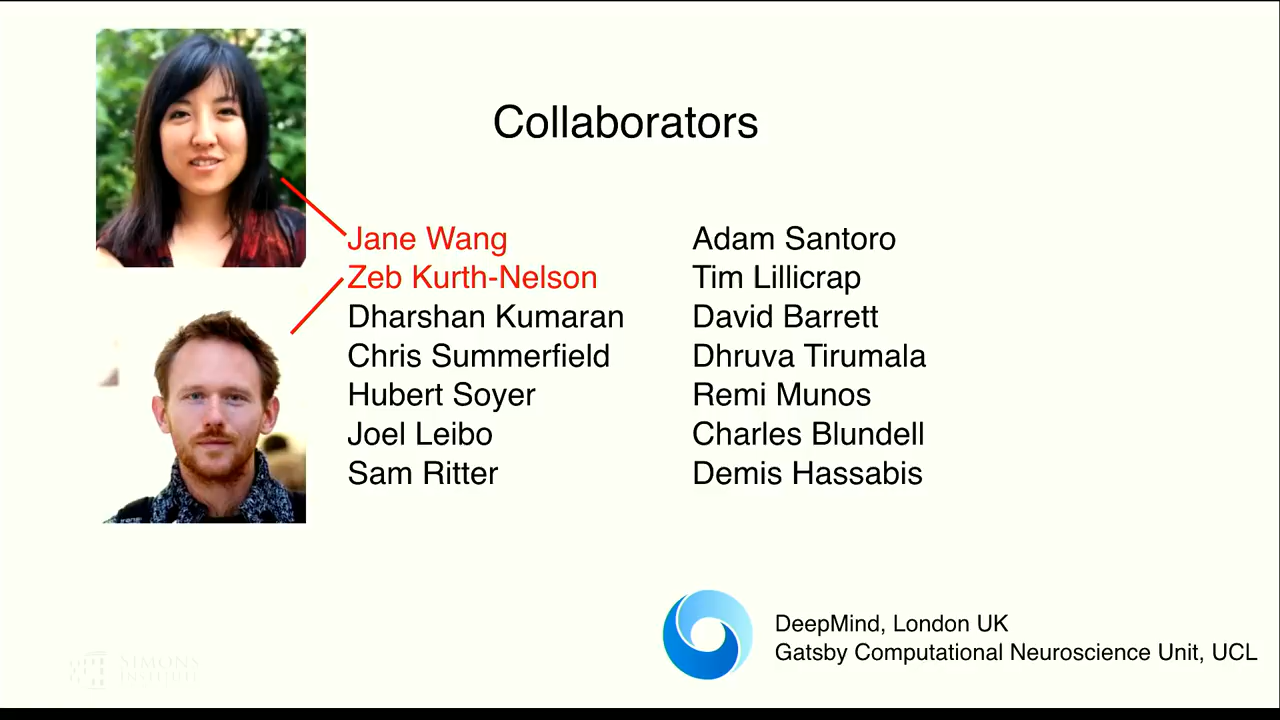 Collaborators
Jane Wang
Zeb Kurth-Nelson
Dharshan Kumaran
Chris Summerfield
Hubert Soyer
Joel Leibo
Sam Ritter
Adam Santoro
Tim Lillicrap
David Barrett
Dhruva Tirumala
Remi Munos
Charles Blundell
Demis Hassabis
DeepMind, London UK
Gatsby Computational Neuroscience Unit, UCL
SIMONS
INSTITUTE